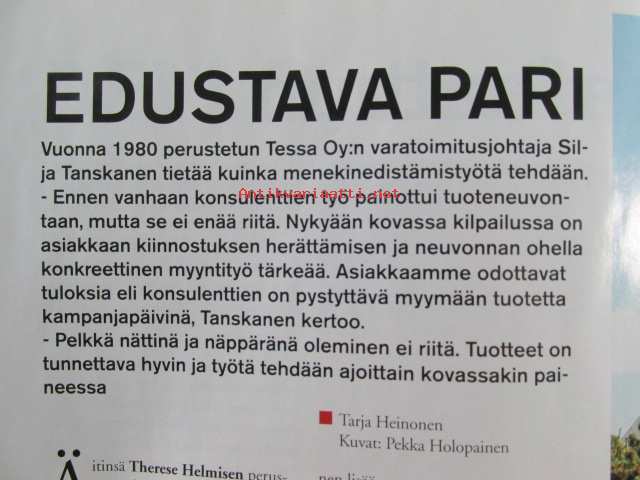 EDUSTAVA PARI
Vuonna 1980 perustetun Tessa Oy:n varatoimitusjohtaja Sil-
ja Tanskanen tietää kuinka menekinedistämistyötä tehdään.
Antikvariaatti.net
- Ennen vanhaan konsulenttien työ painottui tuoteneuvon-
taan, mutta se ei enää riitä. Nykyään kovassa kilpailussa on
asiakkaan kiinnostuksen herättämisen ja neuvonnan ohella
konkreettinen myyntityö tärkeää. Asiakkaamme odottavat
tuloksia eli konsulenttien on pystyttävä myymään tuotetta
kampanjapäivinä, Tanskanen kertoo.
- Pelkkä nättinä ja näppäränä oleminen ei riitä. Tuotteet on
tunnettava hyvin ja työtä tehdään ajoittain kovassakin pai-
neessa
Tarja Heinonen
Kuvat: Pekka Holopainen
Äitinsä Therese Helmisen perus-